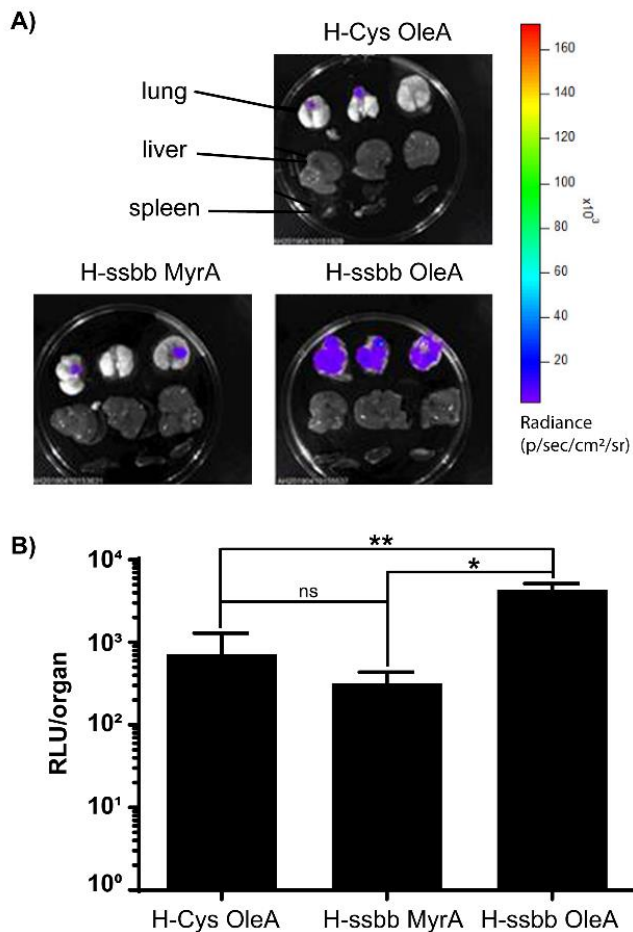 A)
H-Cys OleA
lung
liver
spleen
160
140
120
100
80
60
40
20
x10³
Radiance
(p/sec/cm²/sr)
H-ssbb MyrA
H-ssbb OleA
B)
**
*
ns
10⁴
10³
10²
10¹
10⁰
RLU/organ
H-Cys OleA
H-ssbb MyrA
H-ssbb OleA